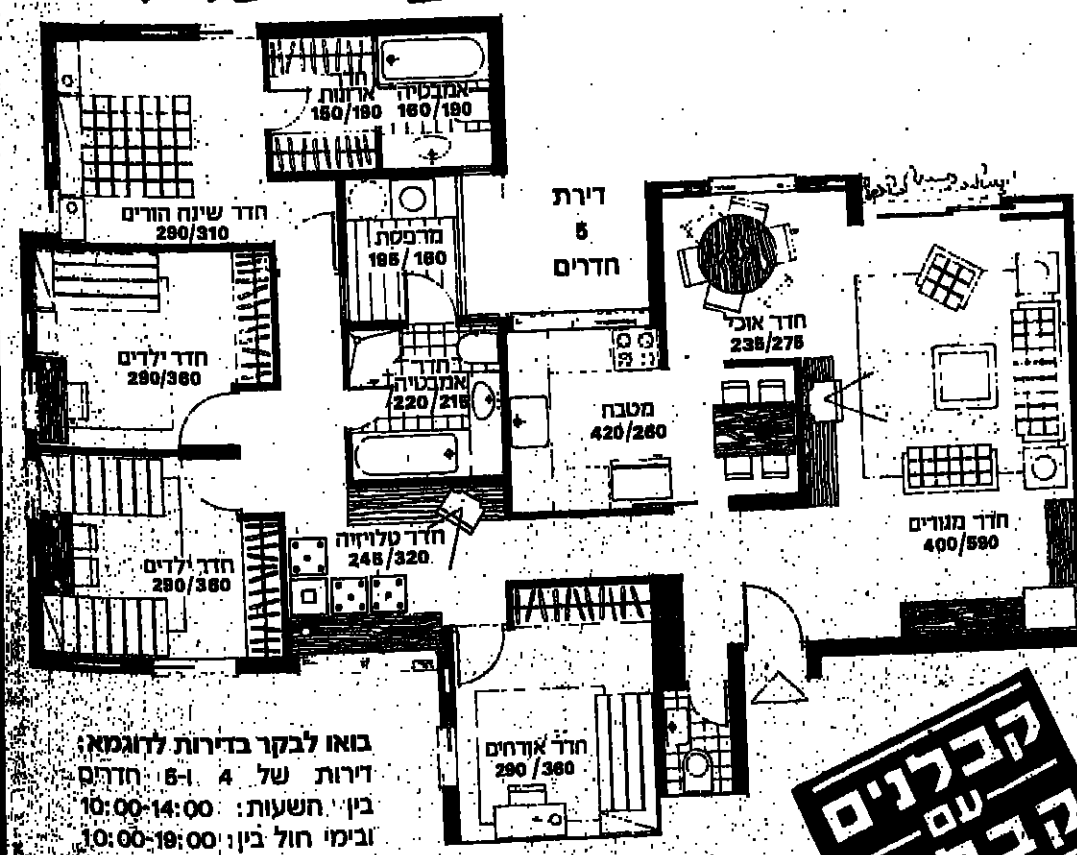 חדר
ארונות
150/190
אמבטיה
160/190
חדר שינה הורים
290/310
מרפסת
195/160
דירת
5
חדרים
חדר אוכל
235/275
חדר ילדים
290/360
חדר
אמבטיה
220/215
מטבח
420/260
חדר מגורים
400/590
חדר טלויזיה
245/320
חדר ילדים
290/360
חדר אורחים
290/360
בואו לבקר בדירות לדוגמא:
דירות של 4 ו-5 חדרים
בין השעות: 10:00-14:00
ובימי חול בין: 10:00-19:00
קבלנים
עם